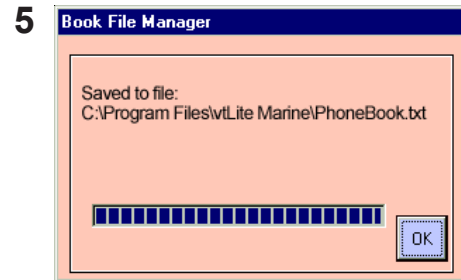 5
Book File Manager
Saved to file:
C:\Program Files\vtLite Marine\PhoneBook.txt
OK